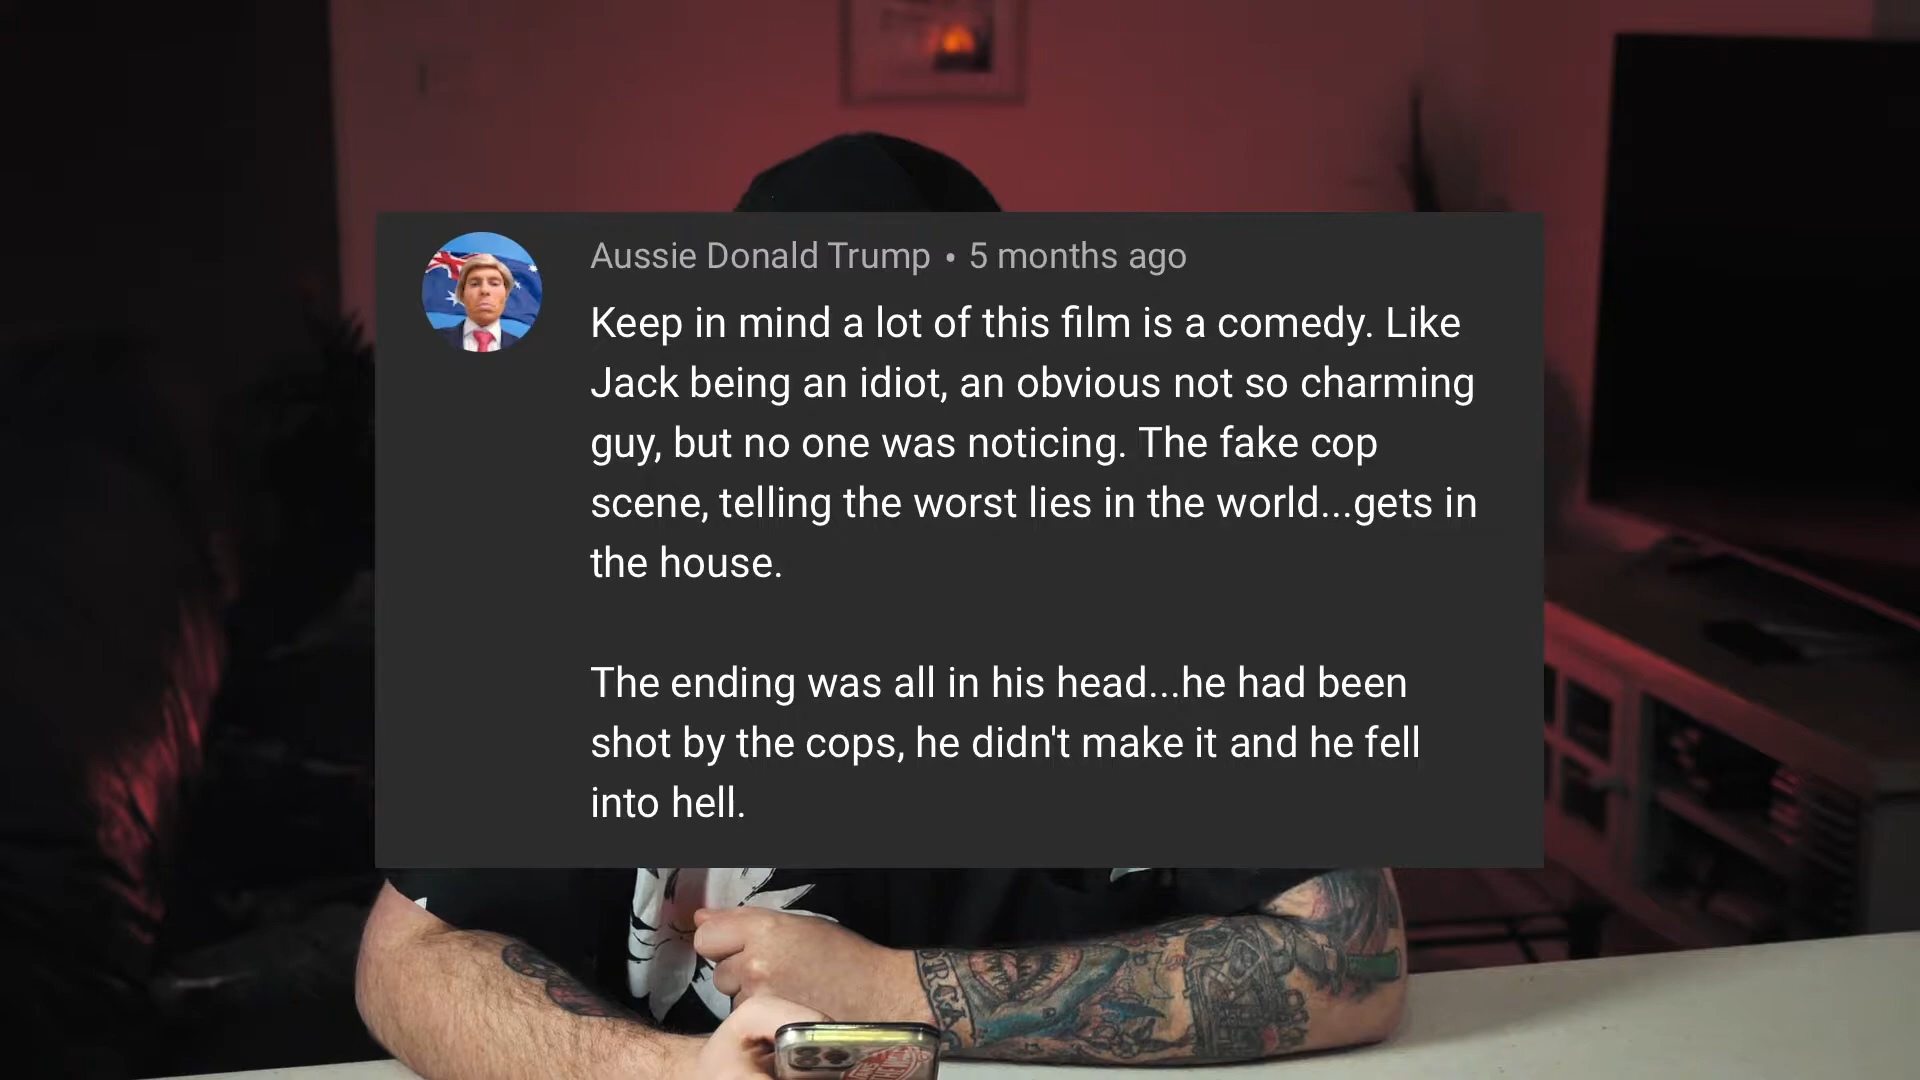 Aussie Donald Trump • 5 months ago
Keep in mind a lot of this film is a comedy. Like
Jack being an idiot, an obvious not so charming
guy, but no one was noticing. The fake cop
scene, telling the worst lies in the world...gets in
the house.
The ending was all in his head...he had been
shot by the cops, he didn't make it and he fell
into hell.